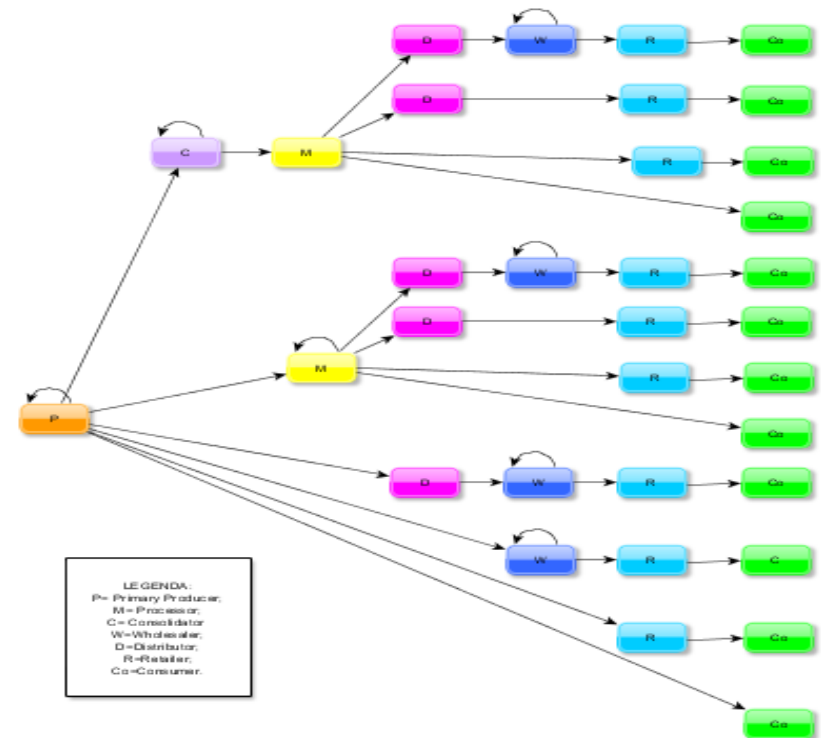 D W R Co
D R Co
C M R Co
Co
D W R Co
D R Co
M R Co
Co
P
D W R Co
W R C
R Co
Co
LEGENDA:
P= Primary Producer;
M= Processor;
C= Consolidator
W=Wholesaler;
D=Distributor;
R=Retailer;
Co=Consumer.